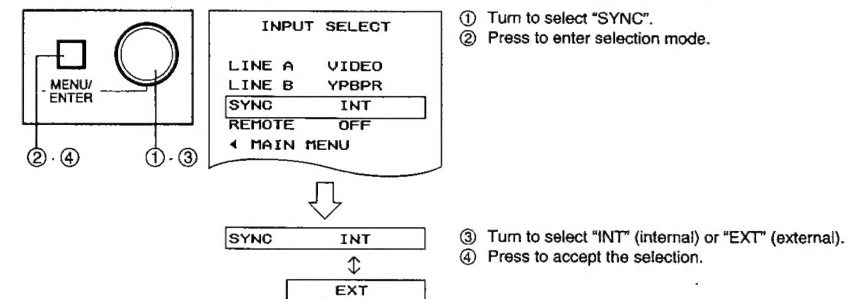 INPUT SELECT
LINE A VIDEO
LINE B YPBPR
SYNC INT
REMOTE OFF
◄ MAIN MENU
MENU/
ENTER
② · ④
① · ③
① Turn to select “SYNC”.
② Press to enter selection mode.
SYNC INT
↕
EXT
③ Turn to select “INT” (internal) or “EXT” (external).
④ Press to accept the selection.